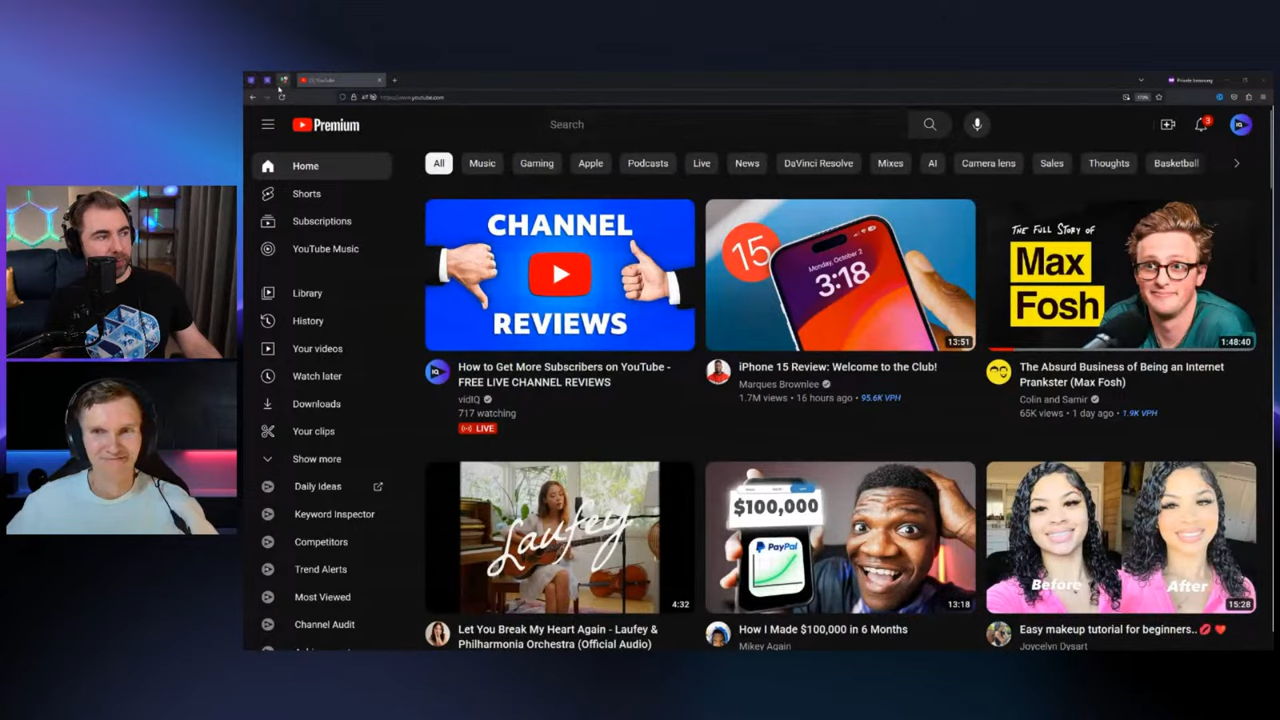 YouTube
https://www.youtube.com
Private browsing
Premium
Search
3
Home
Shorts
Subscriptions
YouTube Music
Library
History
Your videos
Watch later
Downloads
Your clips
Show more
Daily Ideas
Keyword Inspector
Competitors
Trend Alerts
Most Viewed
Channel Audit
All Music Gaming Apple Podcasts Live News DaVinci Resolve Mixes AI Camera lens Sales Thoughts Basketball
CHANNEL
REVIEWS
How to Get More Subscribers on YouTube -
FREE LIVE CHANNEL REVIEWS
vidIQ
717 watching
LIVE
15
Monday, October 2
3:18
13:51
iPhone 15 Review: Welcome to the Club!
Marques Brownlee
1.7M views • 16 hours ago • 95.6K VPH
THE FULL STORY OF
Max
Fosh
1:48:40
The Absurd Business of Being an Internet
Prankster (Max Fosh)
Colin and Samir
65K views • 1 day ago • 1.9K VPH
Laufey
4:32
Let You Break My Heart Again - Laufey &
Philharmonia Orchestra (Official Audio)
$100,000
PayPal
13:18
How I Made $100,000 in 6 Months
Mikey Again
Before
After
15:28
Easy makeup tutorial for beginners.. 💋 ❤️
Joycelyn Dysart